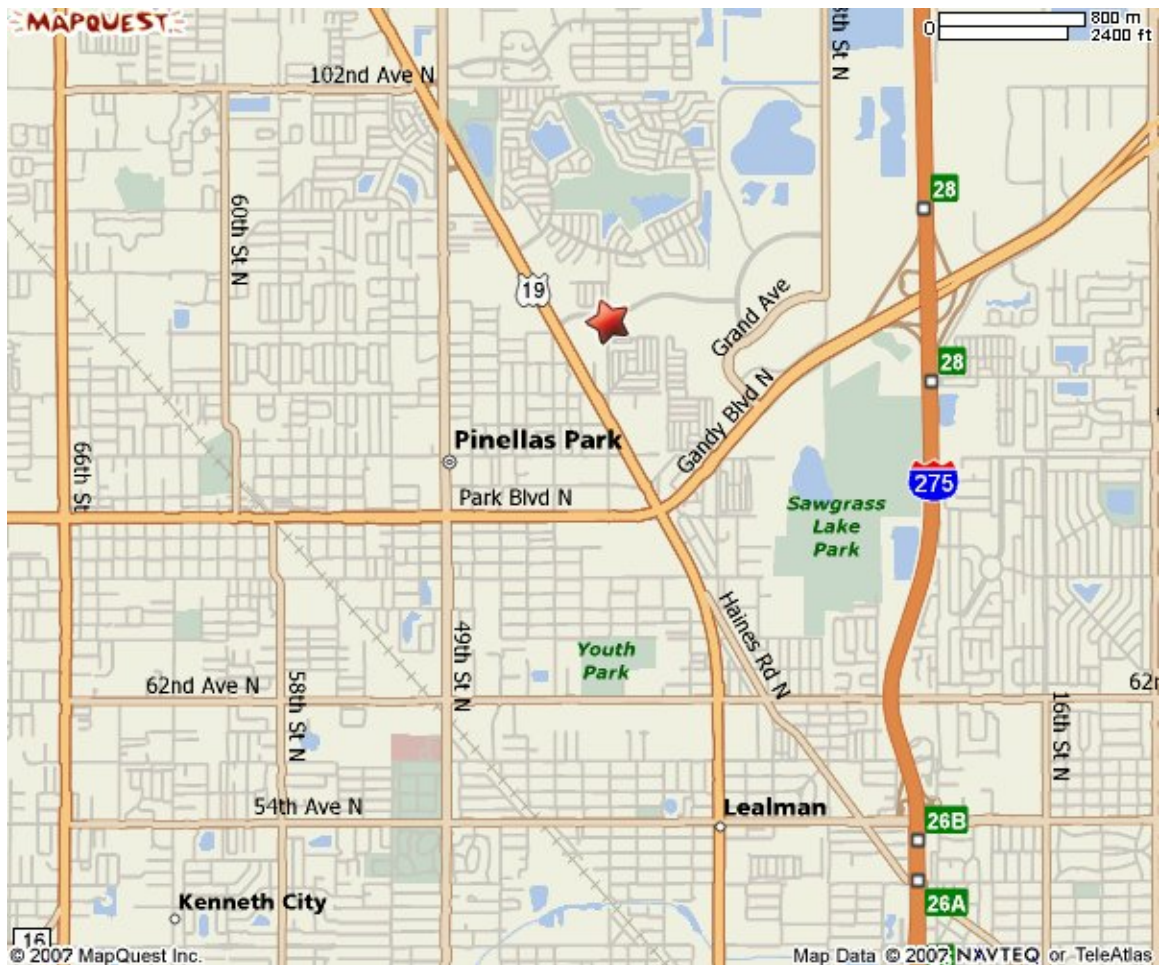 MAPQUEST
0
800 m
2400 ft
8th St N
102nd Ave N
28
60th St N
19
Grand Ave
28
Gandy Blvd N
Pinellas Park
66th St
275
Park Blvd N
Sawgrass
Lake
Park
Haines Rd N
49th St N
Youth
Park
62nd Ave N
62n
58th St N
16th St N
54th Ave N
Lealman
26B
Kenneth City
26A
16
© 2007 MapQuest Inc.
Map Data © 2007 NAVTEQ or TeleAtlas